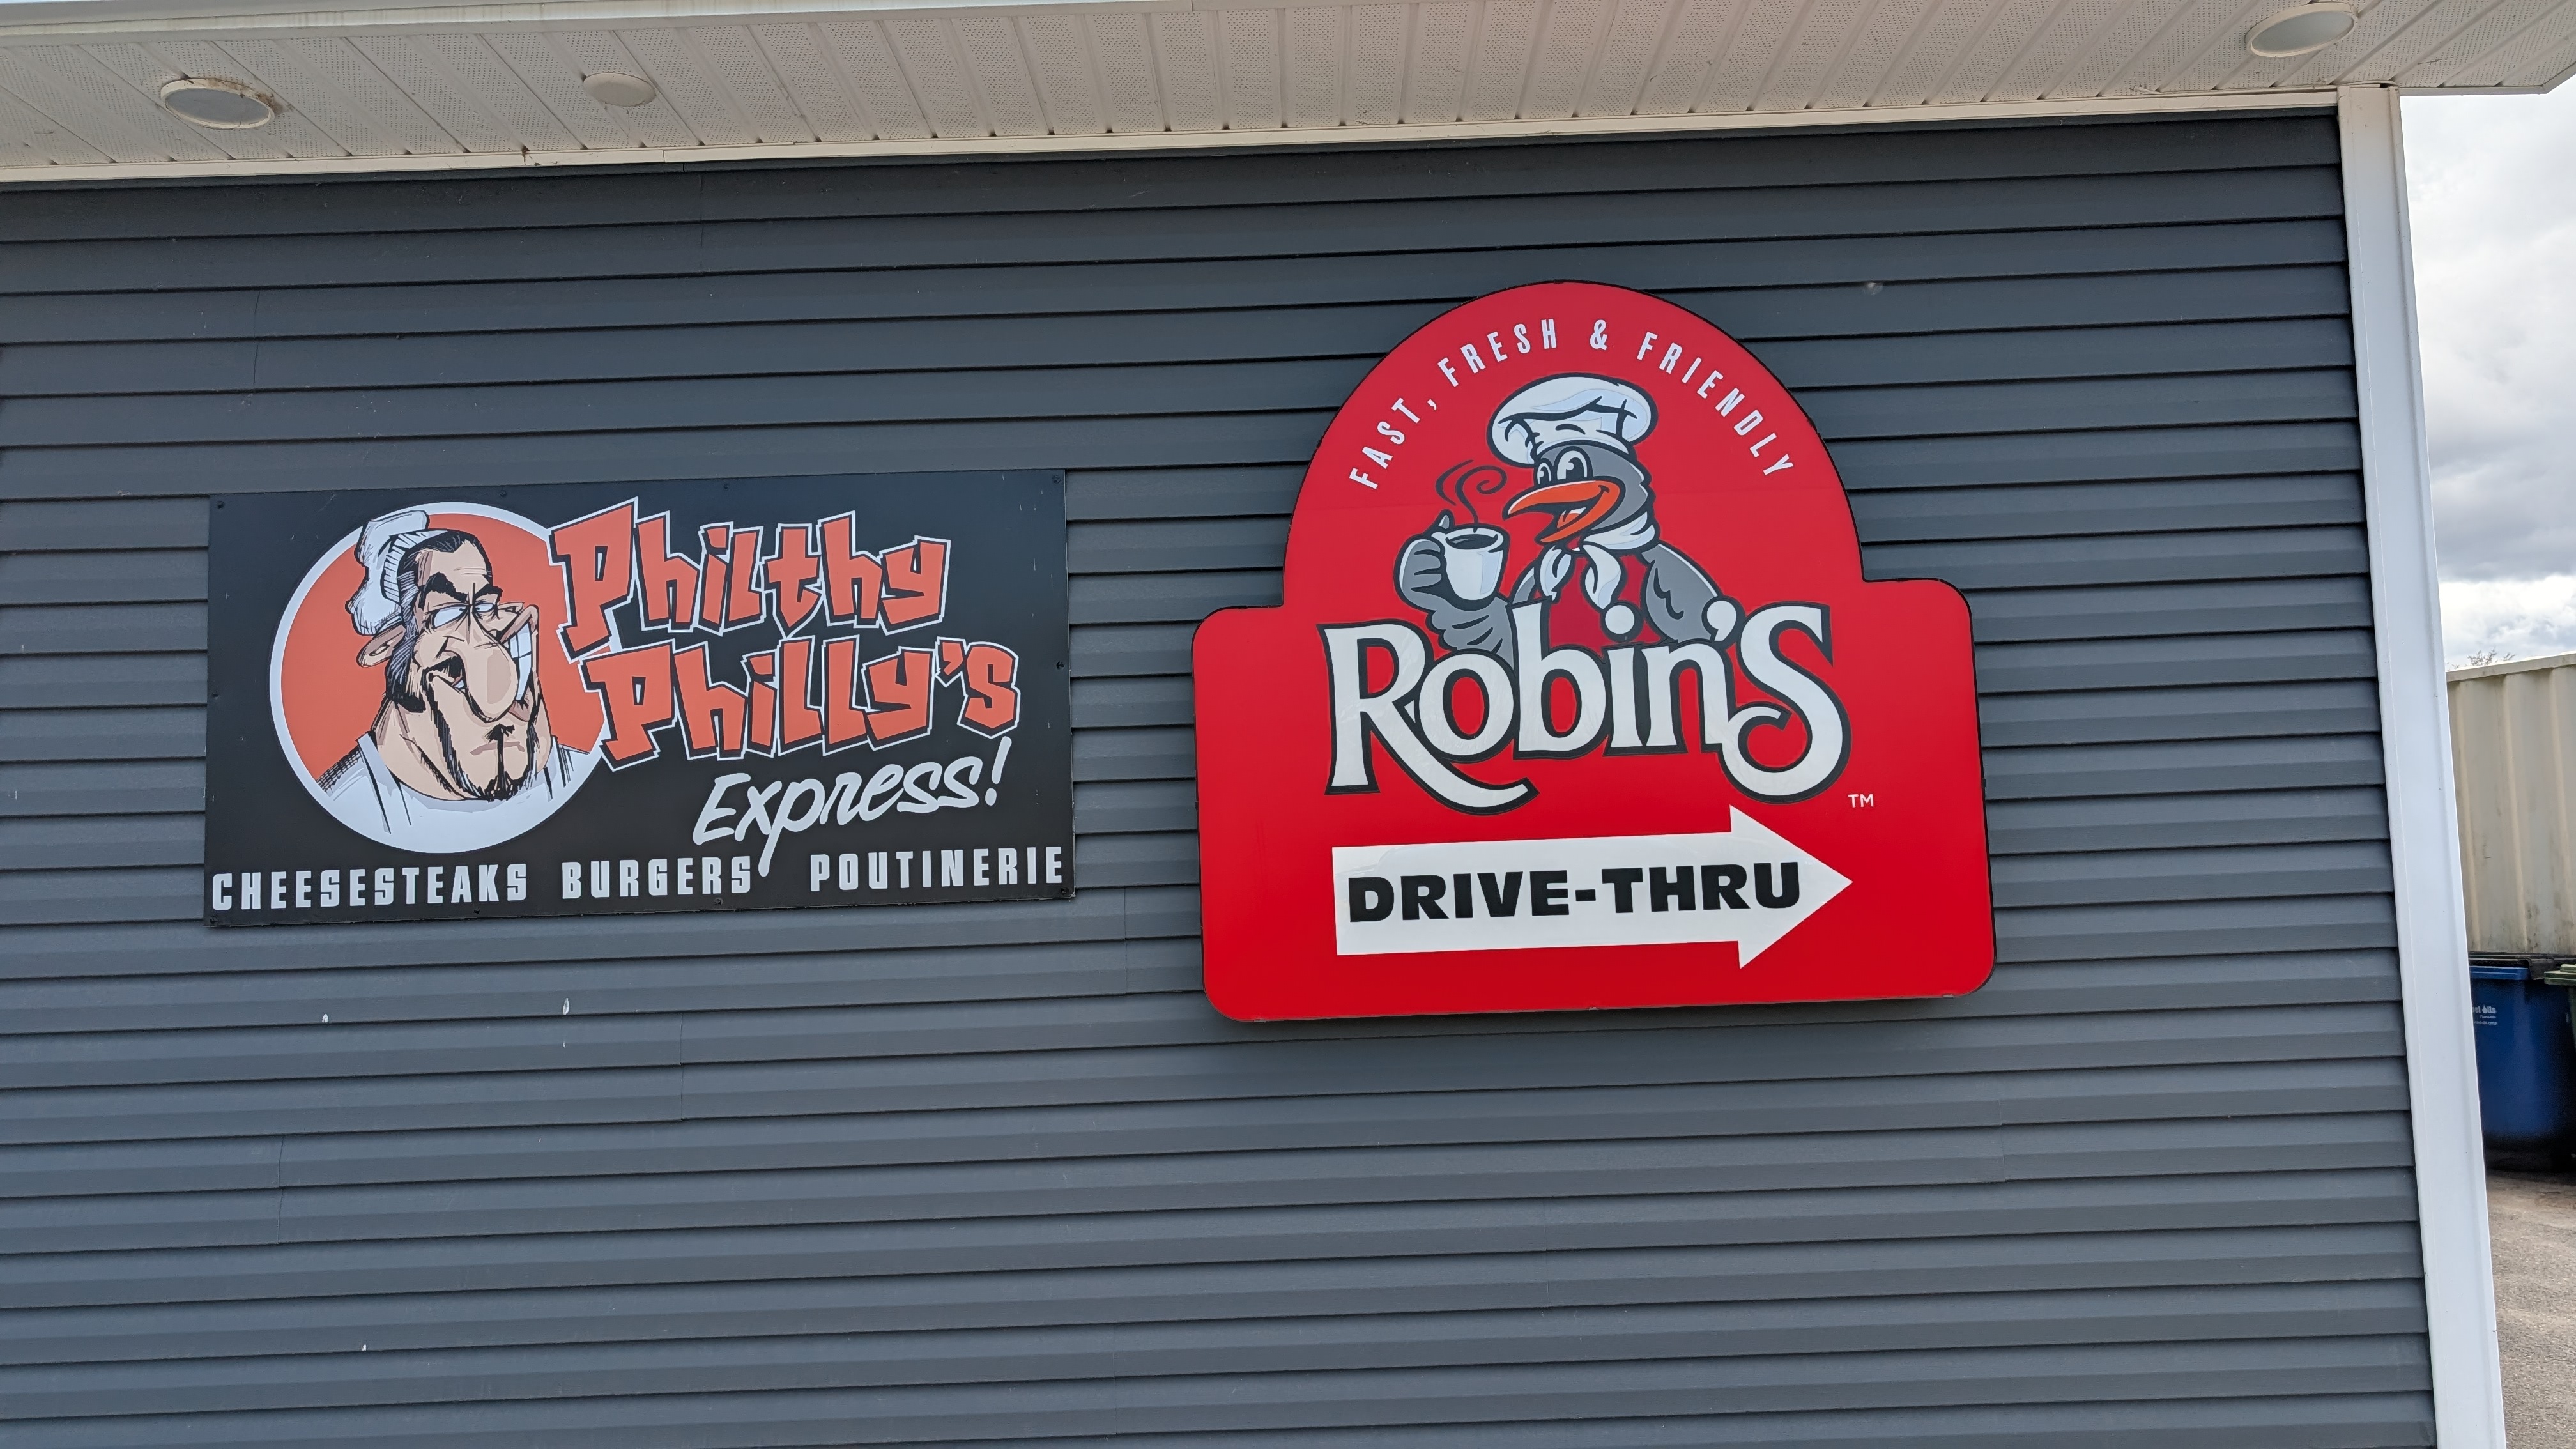 Philthy
Philly's
Express!
CHEESESTEAKS BURGERS POUTINERIE
FAST, FRESH & FRIENDLY
Robin'S
TM
DRIVE-THRU